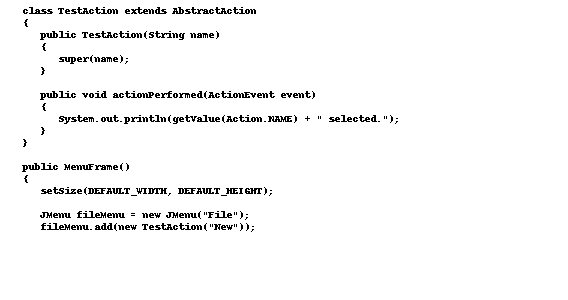 class TestAction extends AbstractAction
{
public TestAction(String name)
{
super(name);
}
public void actionPerformed(ActionEvent event)
{
System.out.println(getValue(Action.NAME) + " selected.");
}
}
public MenuFrame()
{
setSize(DEFAULT_WIDTH, DEFAULT_HEIGHT);
JMenu fileMenu = new JMenu("File");
fileMenu.add(new TestAction("New"));